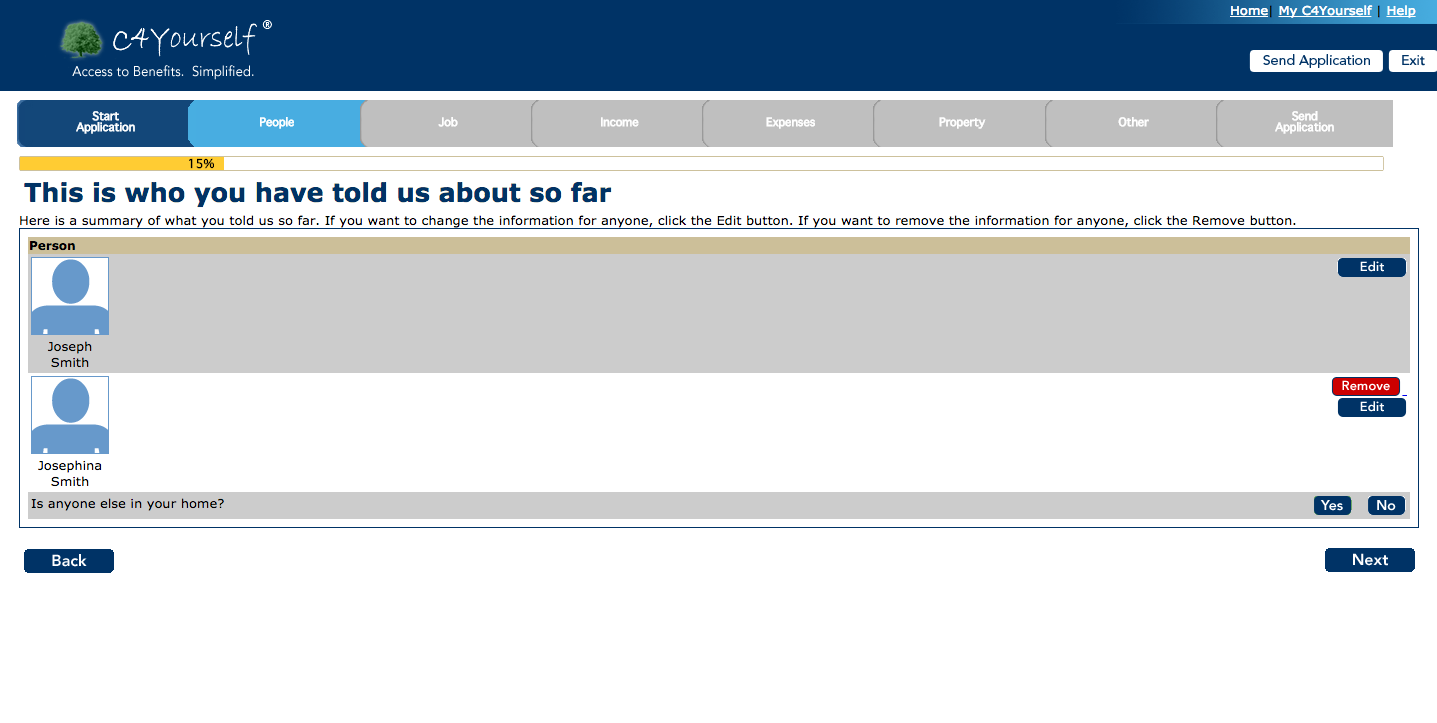 Home | My C4Yourself | Help
C4Yourself®
Access to Benefits. Simplified.
Send Application Exit
Start
Application
People
Job
Income
Expenses
Property
Other
Send
Application
15%
This is who you have told us about so far
Here is a summary of what you told us so far. If you want to change the information for anyone, click the Edit button. If you want to remove the information for anyone, click the Remove button.
Person
Edit
Joseph
Smith
Remove
Edit
Josephina
Smith
Is anyone else in your home? Yes No
Back Next